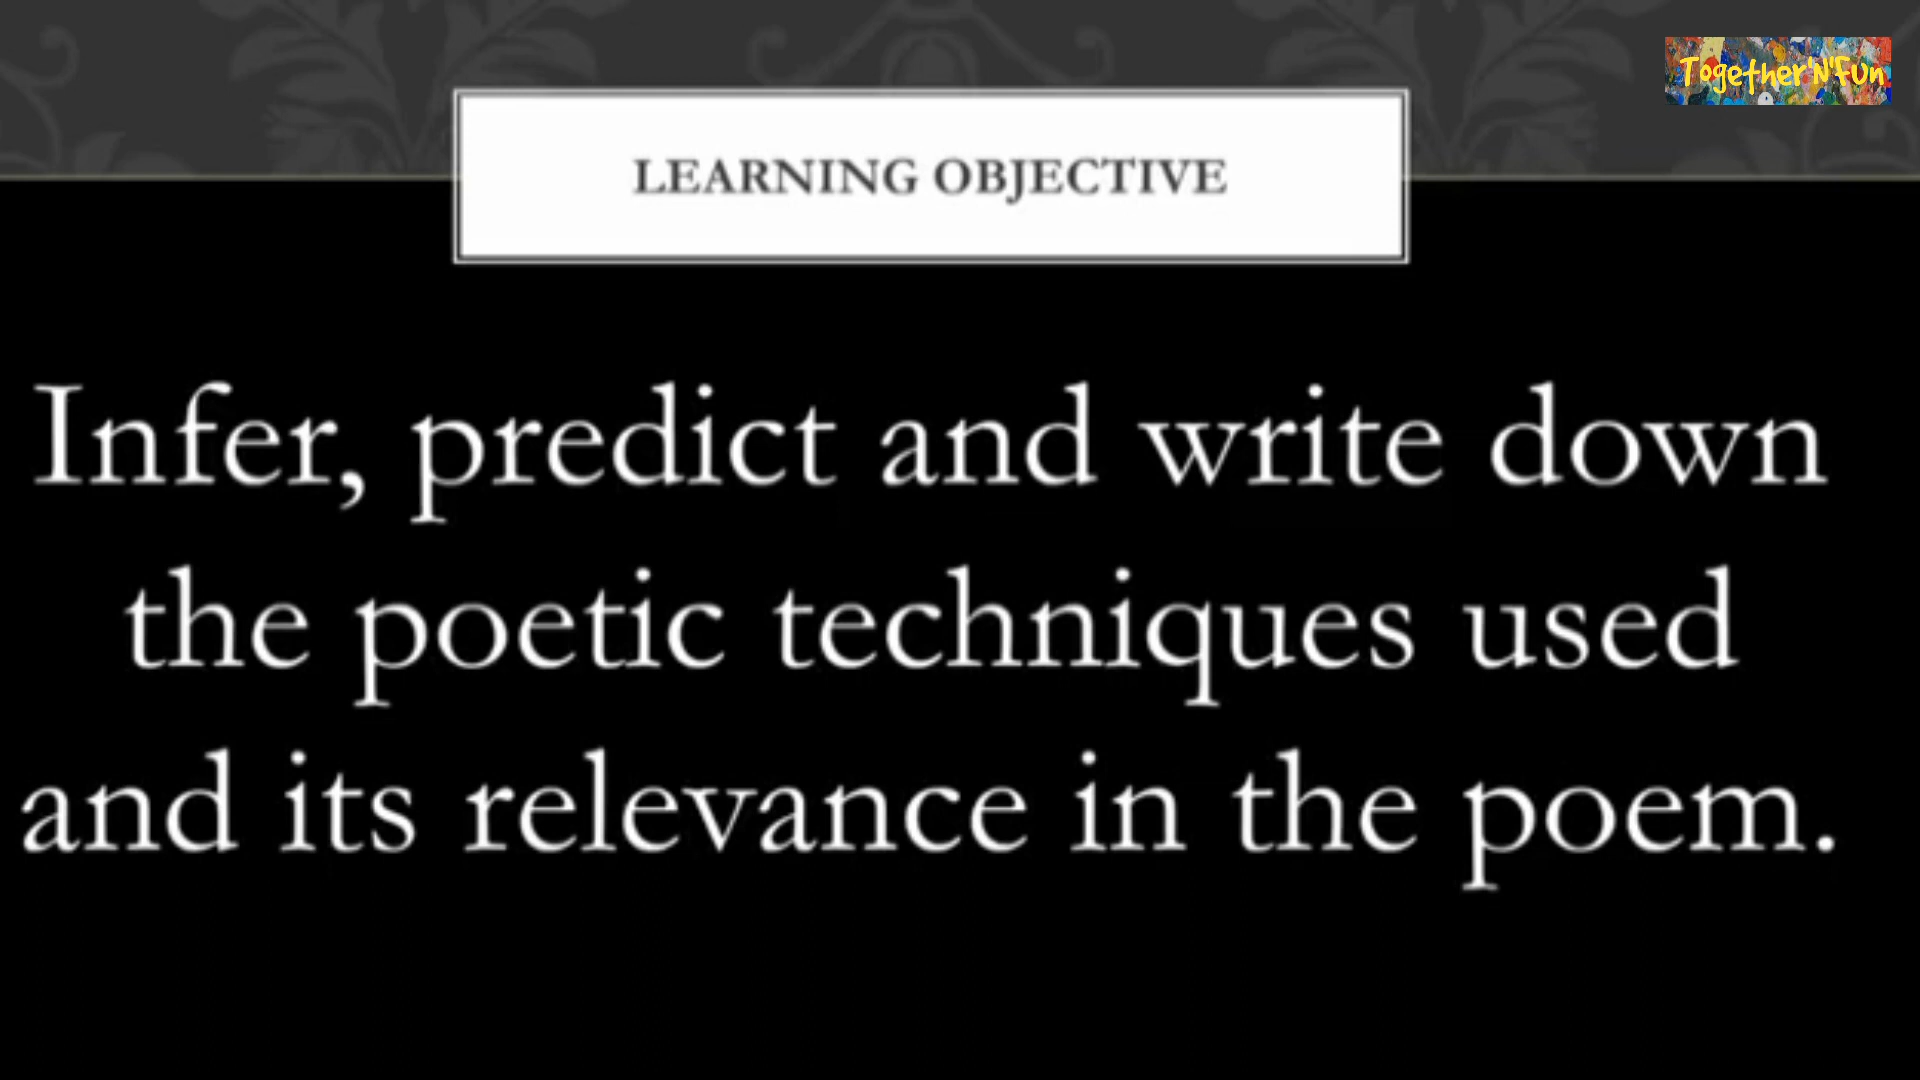 Together'N'Fun
LEARNING OBJECTIVE
Infer, predict and write down
the poetic techniques used
and its relevance in the poem.